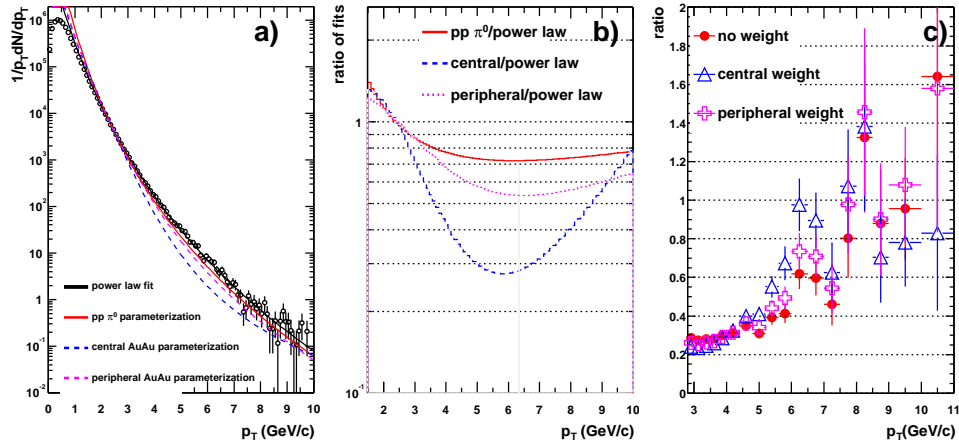 a)
1/p_T dN/dp_T
10^6
10^5
10^4
10^3
10^2
10
1
10^-1
10^-2
power law fit
pp π^0 parameterization
central AuAu parameterization
peripheral AuAu parameterization
0 1 2 3 4 5 6 7 8 9 10
p_T (GeV/c)
b)
ratio of fits
pp π^0/power law
central/power law
peripheral/power law
1
10^-1
2 3 4 5 6 7 8 9 10
p_T (GeV/c)
c)
ratio
no weight
central weight
peripheral weight
2
1.8
1.6
1.4
1.2
1
0.8
0.6
0.4
0.2
0
3 4 5 6 7 8 9 10 11
p_T(GeV/c)